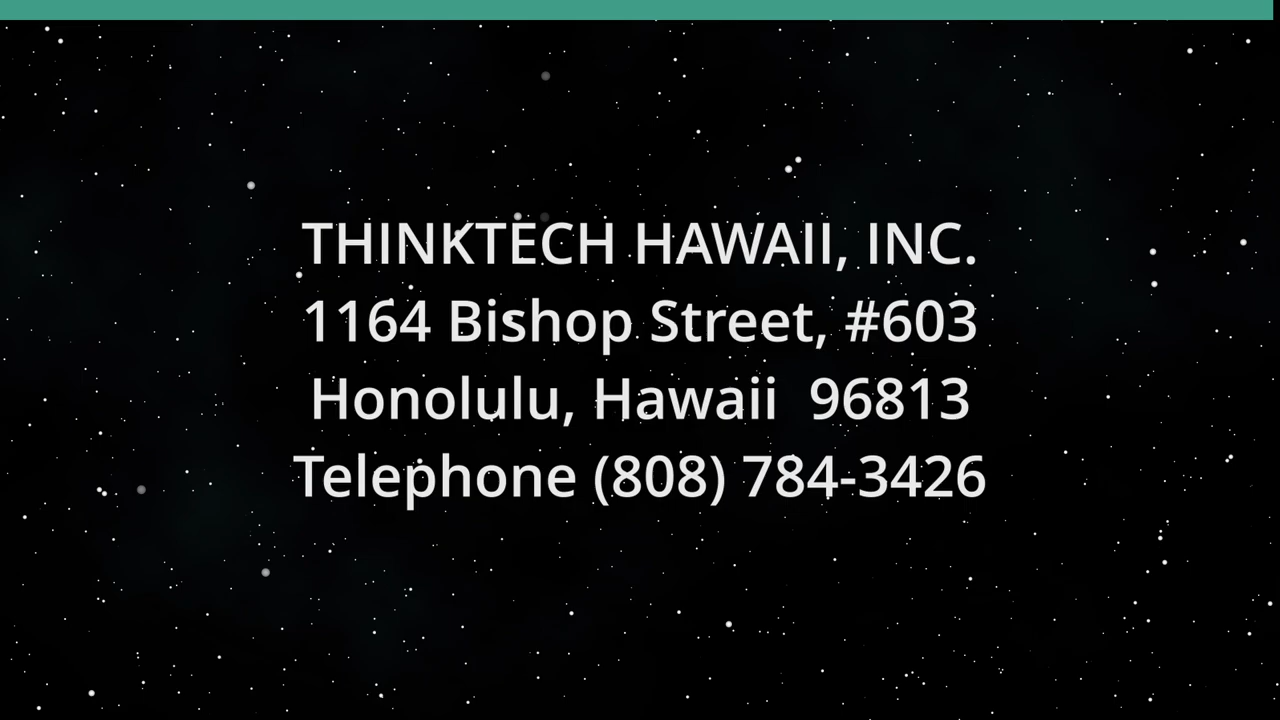 THINKTECH HAWAII, INC.
1164 Bishop Street, #603
Honolulu, Hawaii  96813
Telephone (808) 784-3426